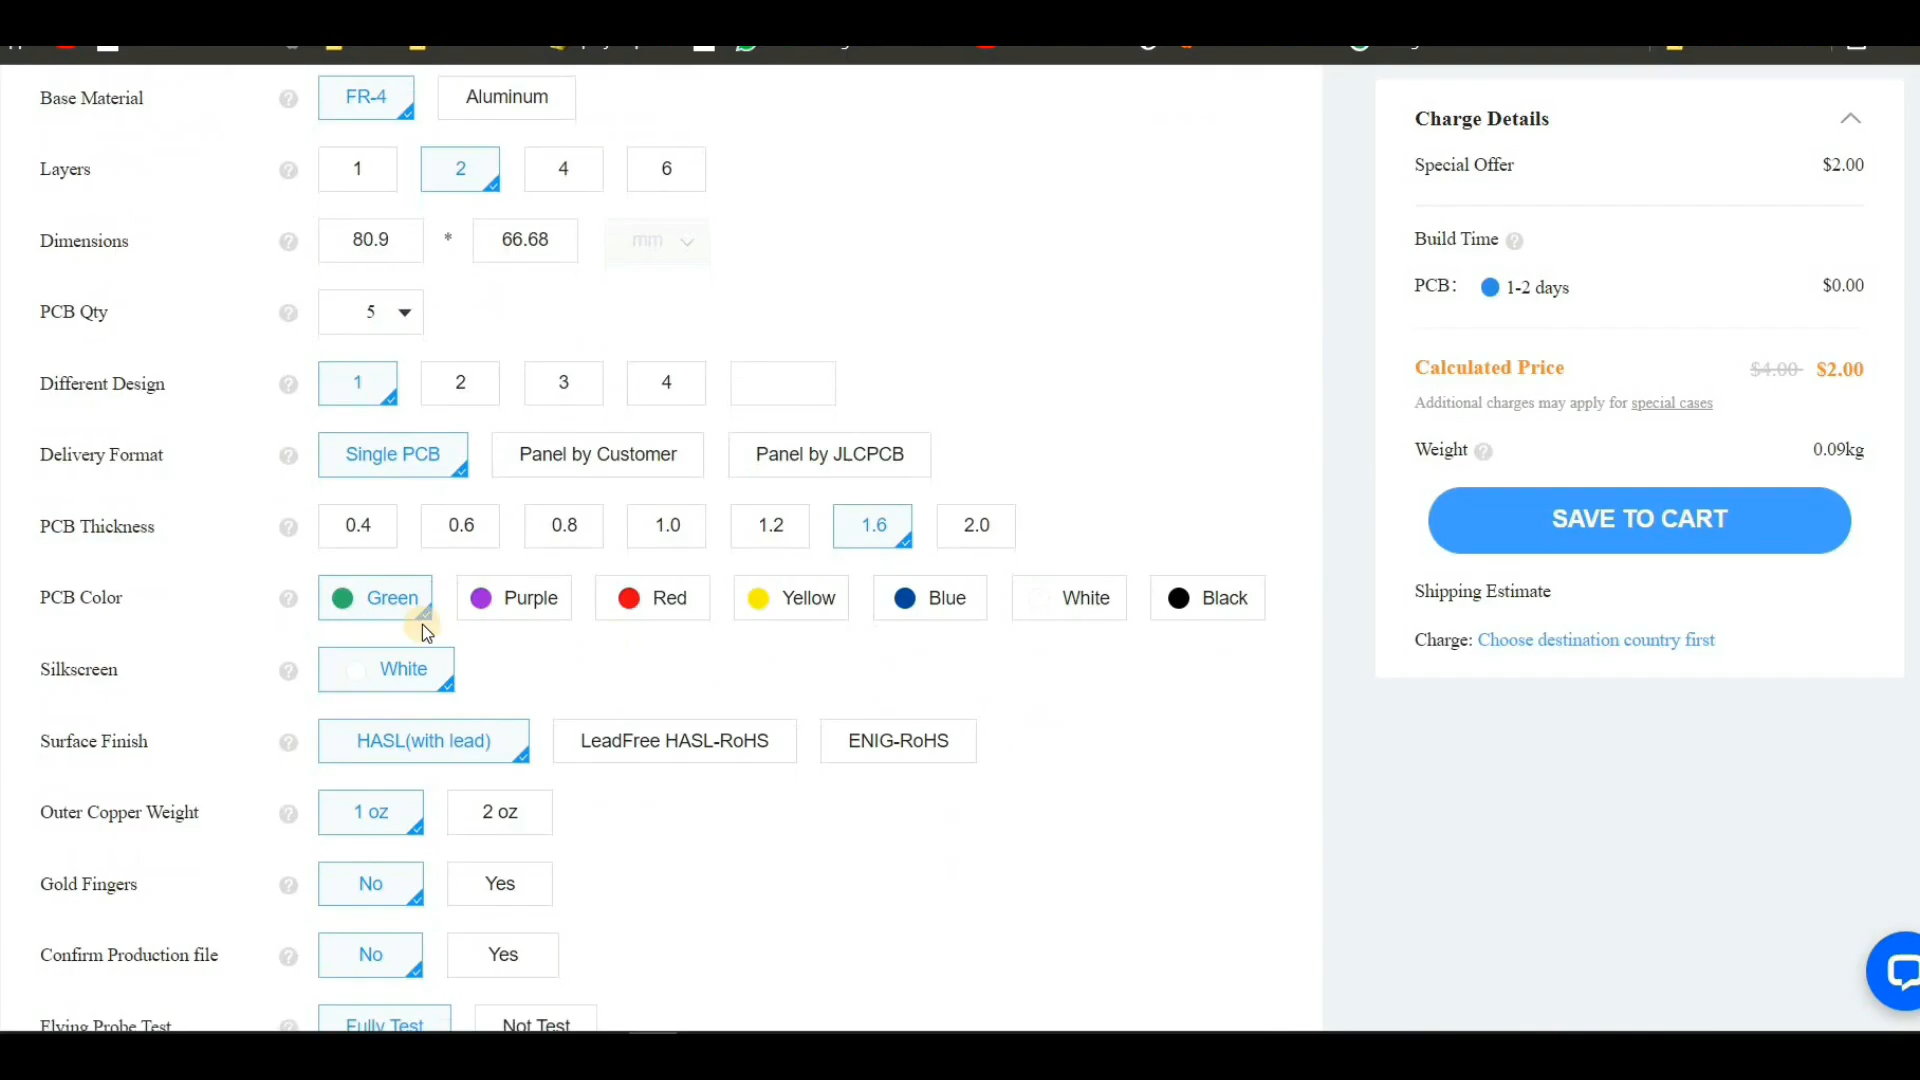 Base Material FR-4 Aluminum
Layers 1 2 4 6
Dimensions 80.9 * 66.68 mm
PCB Qty 5
Different Design 1 2 3 4
Delivery Format Single PCB Panel by Customer Panel by JLCPCB
PCB Thickness 0.4 0.6 0.8 1.0 1.2 1.6 2.0
PCB Color Green Purple Red Yellow Blue White Black
Silkscreen White
Surface Finish HASL(with lead) LeadFree HASL-RoHS ENIG-RoHS
Outer Copper Weight 1 oz 2 oz
Gold Fingers No Yes
Confirm Production file No Yes
Flying Probe Test Fully Test Not Test
Charge Details
Special Offer $2.00
Build Time
PCB: 1-2 days $0.00
Calculated Price $4.00 $2.00
Additional charges may apply for special cases
Weight 0.09kg
SAVE TO CART
Shipping Estimate
Charge: Choose destination country first